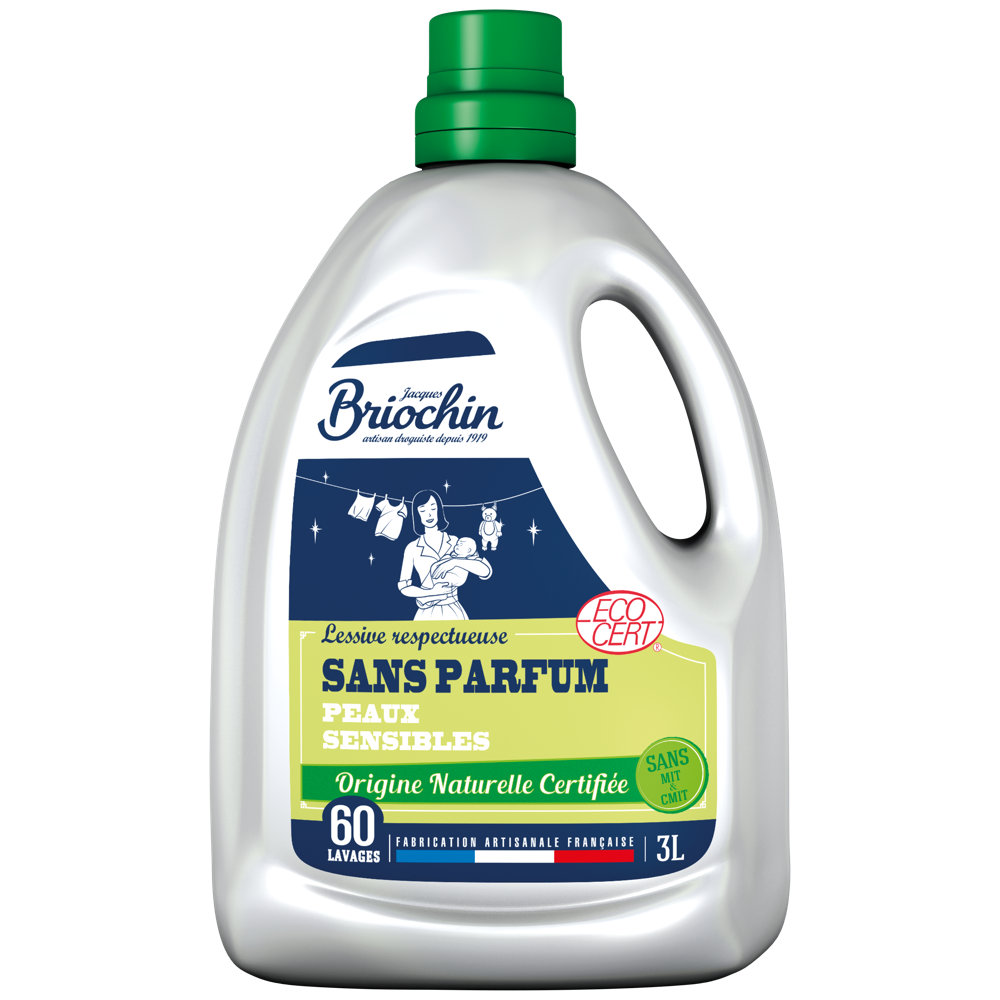 Jacques
Briochin
artisan droguiste depuis 1919
ECO
CERT
®
Lessive respectueuse
SANS PARFUM
PEAUX
SENSIBLES
Origine Naturelle Certifiée
SANS
MIT
&
CMIT
60
LAVAGES
FABRICATION ARTISANALE FRANÇAISE
3L